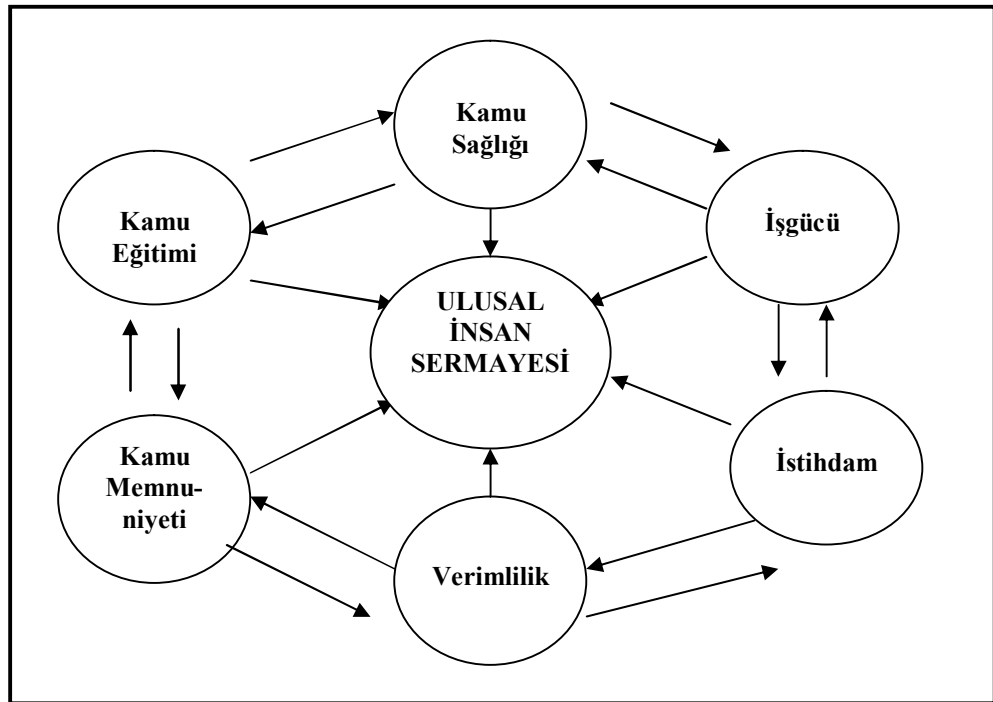 Kamu
Sağlığı
Kamu
Eğitimi
İşgücü
ULUSAL
İNSAN
SERMAYESİ
Kamu
Memnu-
niyeti
Verimlilik
İstihdam